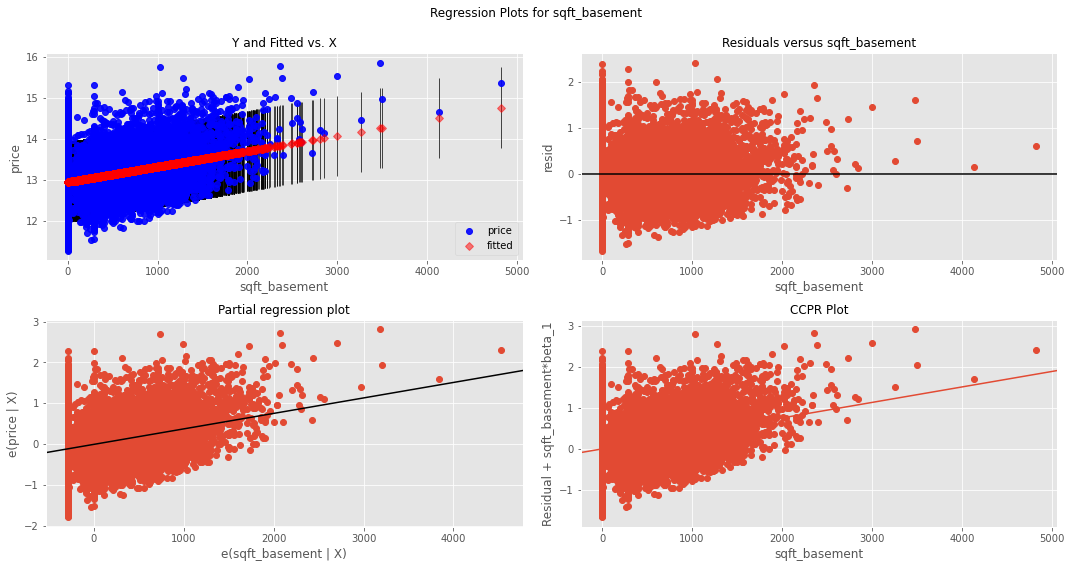 Regression Plots for sqft_basement
Y and Fitted vs. X
price
16
15
14
13
12
0
1000
2000
3000
4000
5000
sqft_basement
price
fitted
Residuals versus sqft_basement
resid
2
1
0
−1
0
1000
2000
3000
4000
5000
sqft_basement
Partial regression plot
e(price | X)
3
2
1
0
−1
−2
0
1000
2000
3000
4000
e(sqft_basement | X)
CCPR Plot
Residual + sqft_basement*beta_1
3
2
1
0
−1
0
1000
2000
3000
4000
5000
sqft_basement